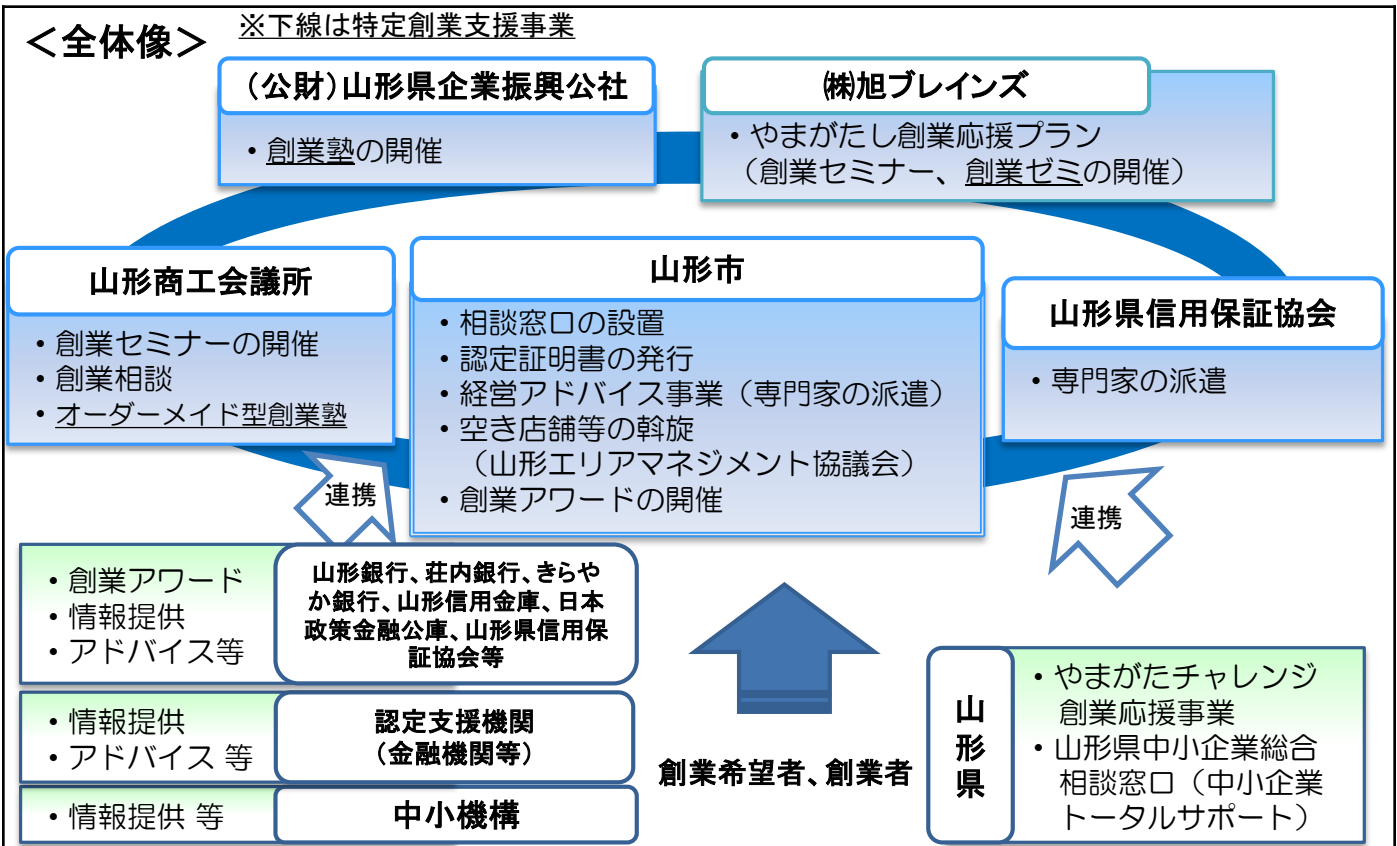 ＜全体像＞
※下線は特定創業支援事業
（公財）山形県企業振興公社
・創業塾の開催
㈱旭ブレインズ
・やまがたし創業応援プラン
（創業セミナー、創業ゼミの開催）
山形商工会議所
・創業セミナーの開催
・創業相談
・オーダーメイド型創業塾
山形市
・相談窓口の設置
・認定証明書の発行
・経営アドバイス事業（専門家の派遣）
・空き店舗等の斡旋
（山形エリアマネジメント協議会）
・創業アワードの開催
山形県信用保証協会
・専門家の派遣
連携
連携
・創業アワード
・情報提供
・アドバイス等
山形銀行、荘内銀行、きらや
か銀行、山形信用金庫、日本
政策金融公庫、山形県信用保
証協会等
・情報提供
・アドバイス 等
認定支援機関
（金融機関等）
・情報提供 等
中小機構
創業希望者、創業者
山形県
・やまがたチャレンジ
創業応援事業
・山形県中小企業総合
相談窓口（中小企業
トータルサポート）